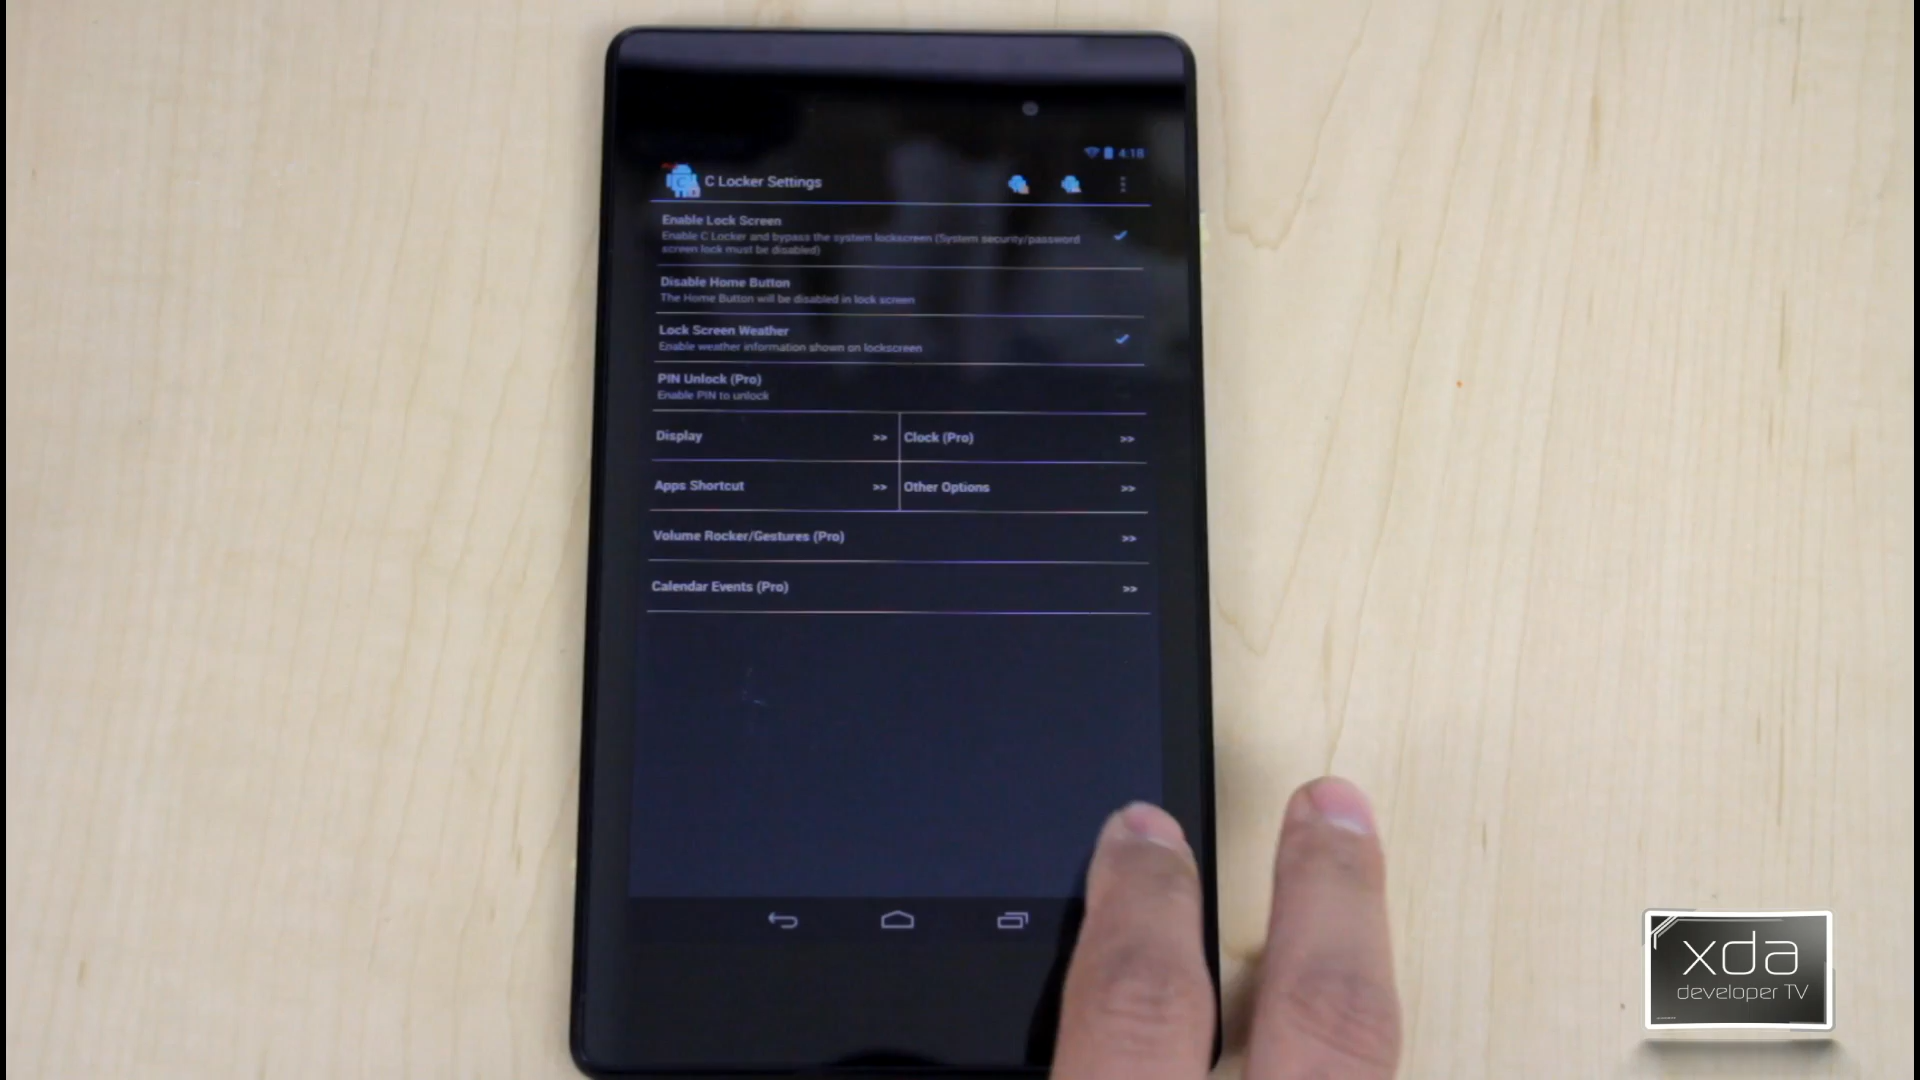 4:18
C Locker Settings
Enable Lock Screen
Enable C Locker and bypass the system lockscreen (System security/password
screen lock must be disabled)
Disable Home Button
The Home Button will be disabled in lock screen
Lock Screen Weather
Enable weather information shown on lockscreen
PIN Unlock (Pro)
Enable PIN to unlock
Display >> Clock (Pro) >>
Apps Shortcut >> Other Options >>
Volume Rocker/Gestures (Pro) >>
Calendar Events (Pro) >>
xda
developer TV